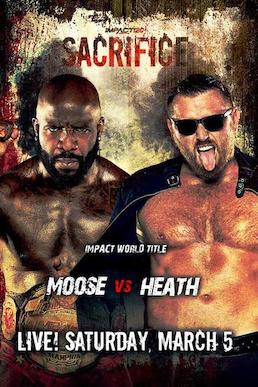 IMPACT
SACRIFICE
IMPACT WORLD TITLE
MOOSE VS HEATH
LIVE! SATURDAY, MARCH 5